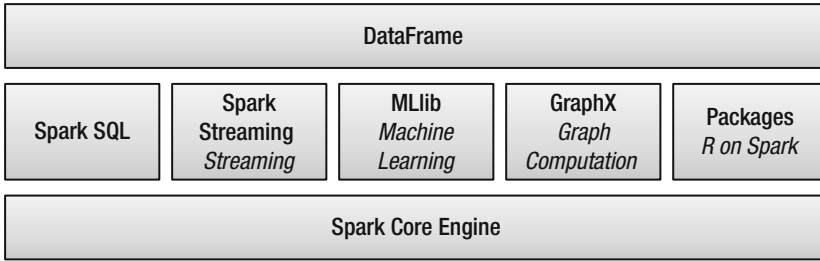 DataFrame
Spark SQL
Spark
Streaming
Streaming
MLlib
Machine
Learning
GraphX
Graph
Computation
Packages
R on Spark
Spark Core Engine